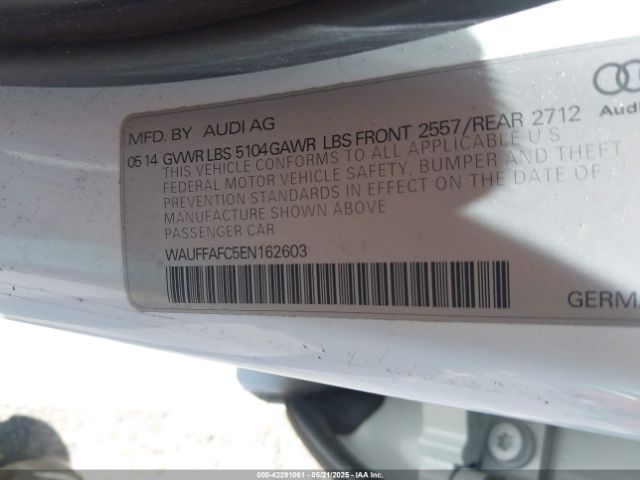 MFD. BY AUDI AG
05 14 GVWR LBS 5104 GAWR LBS FRONT 2557/REAR 2712
THIS VEHICLE CONFORMS TO ALL APPLICABLE U.S
FEDERAL MOTOR VEHICLE SAFETY, BUMPER AND THEFT
PREVENTION STANDARDS IN EFFECT ON THE DATE OF
MANUFACTURE SHOWN ABOVE
PASSENGER CAR
WAUFFAFC5EN162603
Audi
GERMA
000-42291061 - 05/21/2025 - IAA Inc.